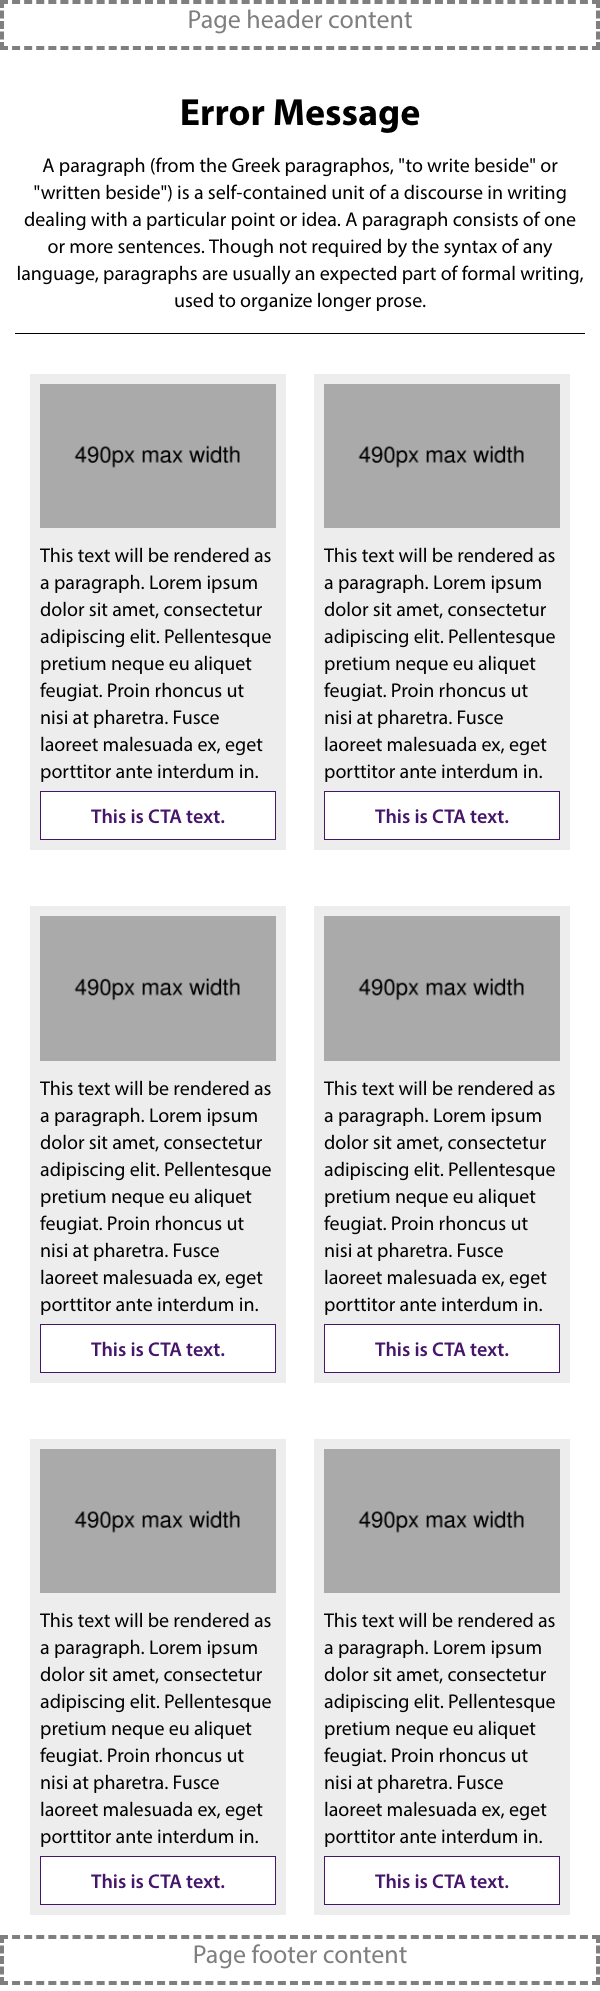 Page header content
Error Message
A paragraph (from the Greek paragraphos, "to write beside" or
"written beside") is a self-contained unit of a discourse in writing
dealing with a particular point or idea. A paragraph consists of one
or more sentences. Though not required by the syntax of any
language, paragraphs are usually an expected part of formal writing,
used to organize longer prose.
490px max width
This text will be rendered as
a paragraph. Lorem ipsum
dolor sit amet, consectetur
adipiscing elit. Pellentesque
pretium neque eu aliquet
feugiat. Proin rhoncus ut
nisi at pharetra. Fusce
laoreet malesuada ex, eget
porttitor ante interdum in.
This is CTA text.
490px max width
This text will be rendered as
a paragraph. Lorem ipsum
dolor sit amet, consectetur
adipiscing elit. Pellentesque
pretium neque eu aliquet
feugiat. Proin rhoncus ut
nisi at pharetra. Fusce
laoreet malesuada ex, eget
porttitor ante interdum in.
This is CTA text.
490px max width
This text will be rendered as
a paragraph. Lorem ipsum
dolor sit amet, consectetur
adipiscing elit. Pellentesque
pretium neque eu aliquet
feugiat. Proin rhoncus ut
nisi at pharetra. Fusce
laoreet malesuada ex, eget
porttitor ante interdum in.
This is CTA text.
490px max width
This text will be rendered as
a paragraph. Lorem ipsum
dolor sit amet, consectetur
adipiscing elit. Pellentesque
pretium neque eu aliquet
feugiat. Proin rhoncus ut
nisi at pharetra. Fusce
laoreet malesuada ex, eget
porttitor ante interdum in.
This is CTA text.
490px max width
This text will be rendered as
a paragraph. Lorem ipsum
dolor sit amet, consectetur
adipiscing elit. Pellentesque
pretium neque eu aliquet
feugiat. Proin rhoncus ut
nisi at pharetra. Fusce
laoreet malesuada ex, eget
porttitor ante interdum in.
This is CTA text.
490px max width
This text will be rendered as
a paragraph. Lorem ipsum
dolor sit amet, consectetur
adipiscing elit. Pellentesque
pretium neque eu aliquet
feugiat. Proin rhoncus ut
nisi at pharetra. Fusce
laoreet malesuada ex, eget
porttitor ante interdum in.
This is CTA text.
Page footer content